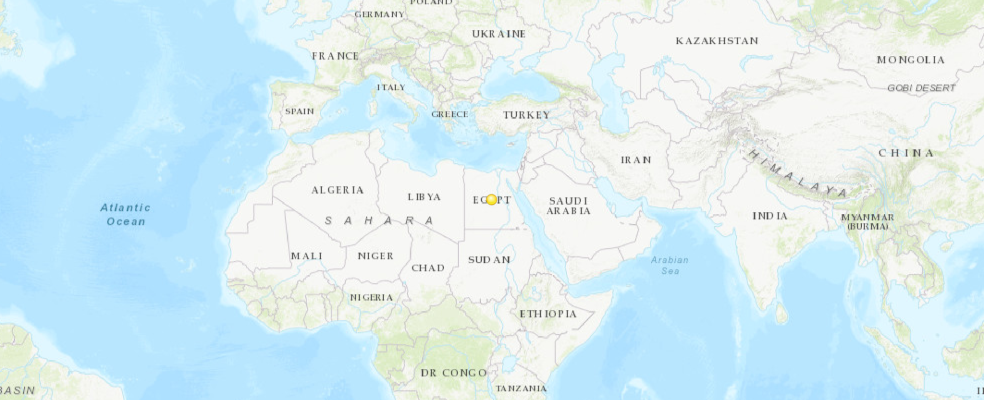 POLAND
GERMANY
UKRAINE
KAZAKHSTAN
FRANCE
MONGOLIA
ITALY
GOBI DESERT
SPAIN
GREECE
TURKEY
CHINA
IRAN
HIMALAYA
ALGERIA
LIBYA
SAUDI
ARABIA
Atlantic
Ocean
SAHARA
INDIA
MYANMAR
(BURMA)
MALI
NIGER
CHAD
SUDAN
Arabian
Sea
NIGERIA
ETHIOPIA
DR CONGO
TANZANIA
BASIN